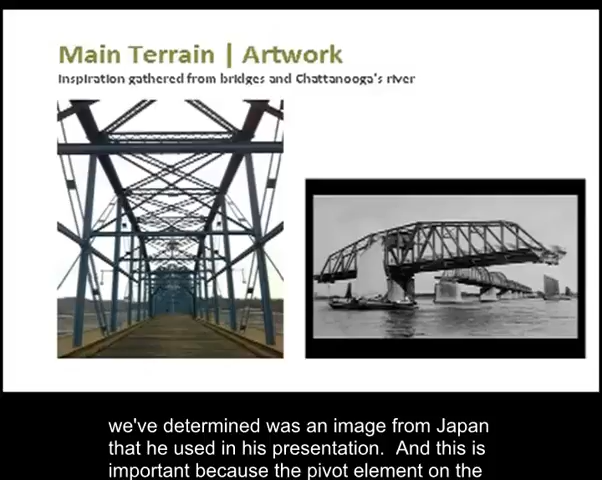 Main Terrain | Artwork
Inspiration gathered from bridges and Chattanooga's river
we've determined was an image from Japan
that he used in his presentation.  And this is
important because the pivot element on the